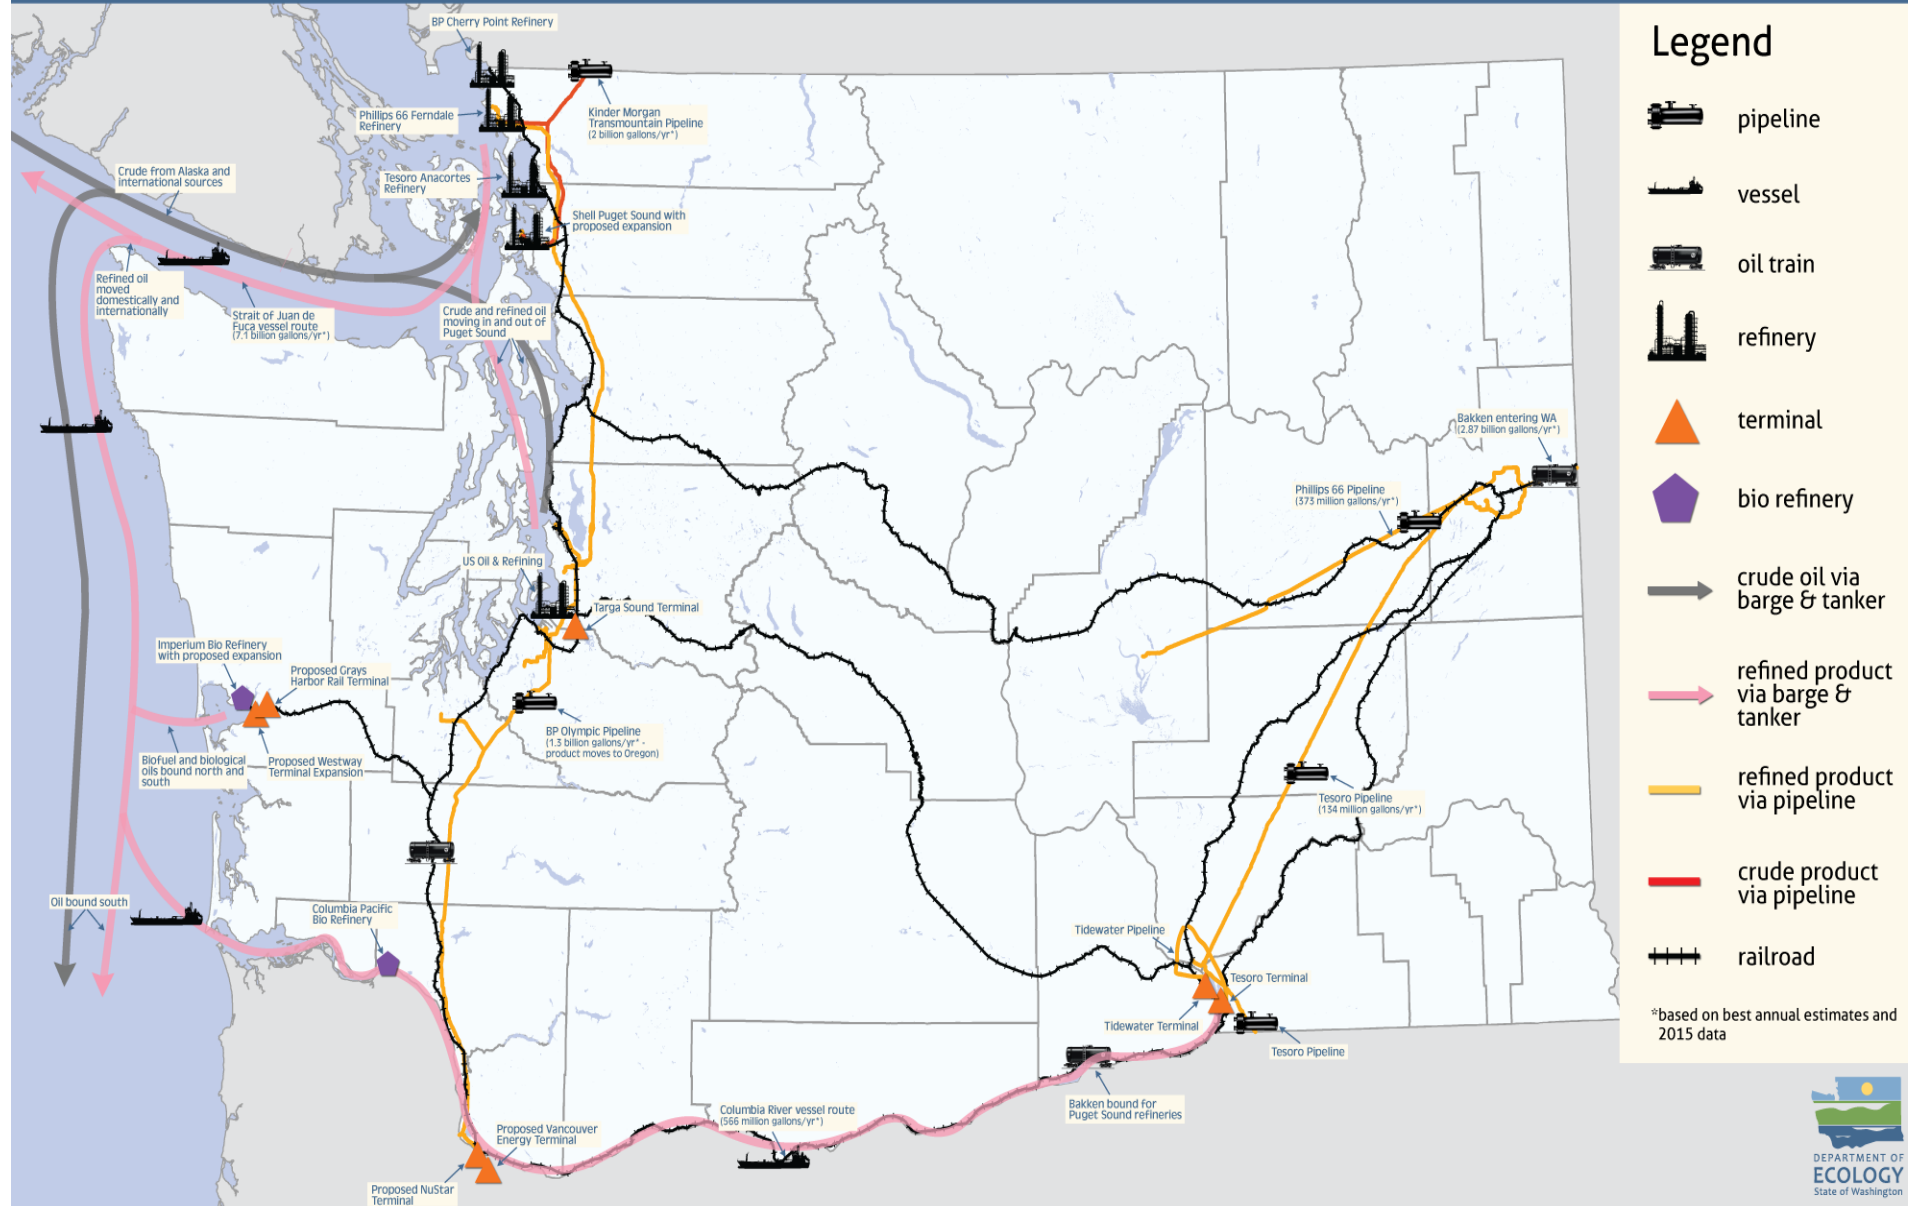 BP Cherry Point Refinery
Phillips 66 Ferndale
Refinery
Kinder Morgan
Transmountain Pipeline
(2 billion gallons/yr*)
Crude from Alaska and
international sources
Tesoro Anacortes
Refinery
Shell Puget Sound with
proposed expansion
Refined oil
moved
domestically and
internationally
Strait of Juan de
Fuca vessel route
(7.1 billion gallons/yr*)
Crude and refined oil
moving in and out of
Puget Sound
Bakken entering WA
(2.87 billion gallons/yr*)
Phillips 66 Pipeline
(373 million gallons/yr*)
US Oil & Refining
Targa Sound Terminal
Imperium Bio Refinery
with proposed expansion
Proposed Grays
Harbor Rail Terminal
BP Olympic Pipeline
(1.3 billion gallons/yr* -
product moves to Oregon)
Biofuel and biological
oils bound north and
south
Proposed Westway
Terminal Expansion
Tesoro Pipeline
(134 million gallons/yr*)
Oil bound south
Columbia Pacific
Bio Refinery
Tidewater Pipeline
Tesoro Terminal
Tidewater Terminal
Tesoro Pipeline
Bakken bound for
Puget Sound refineries
Columbia River vessel route
(566 million gallons/yr*)
Proposed Vancouver
Energy Terminal
Proposed NuStar
Terminal
Legend
pipeline
vessel
oil train
refinery
terminal
bio refinery
crude oil via
barge & tanker
refined product
via barge &
tanker
refined product
via pipeline
crude product
via pipeline
railroad
*based on best annual estimates and
2015 data
DEPARTMENT OF
ECOLOGY
State of Washington